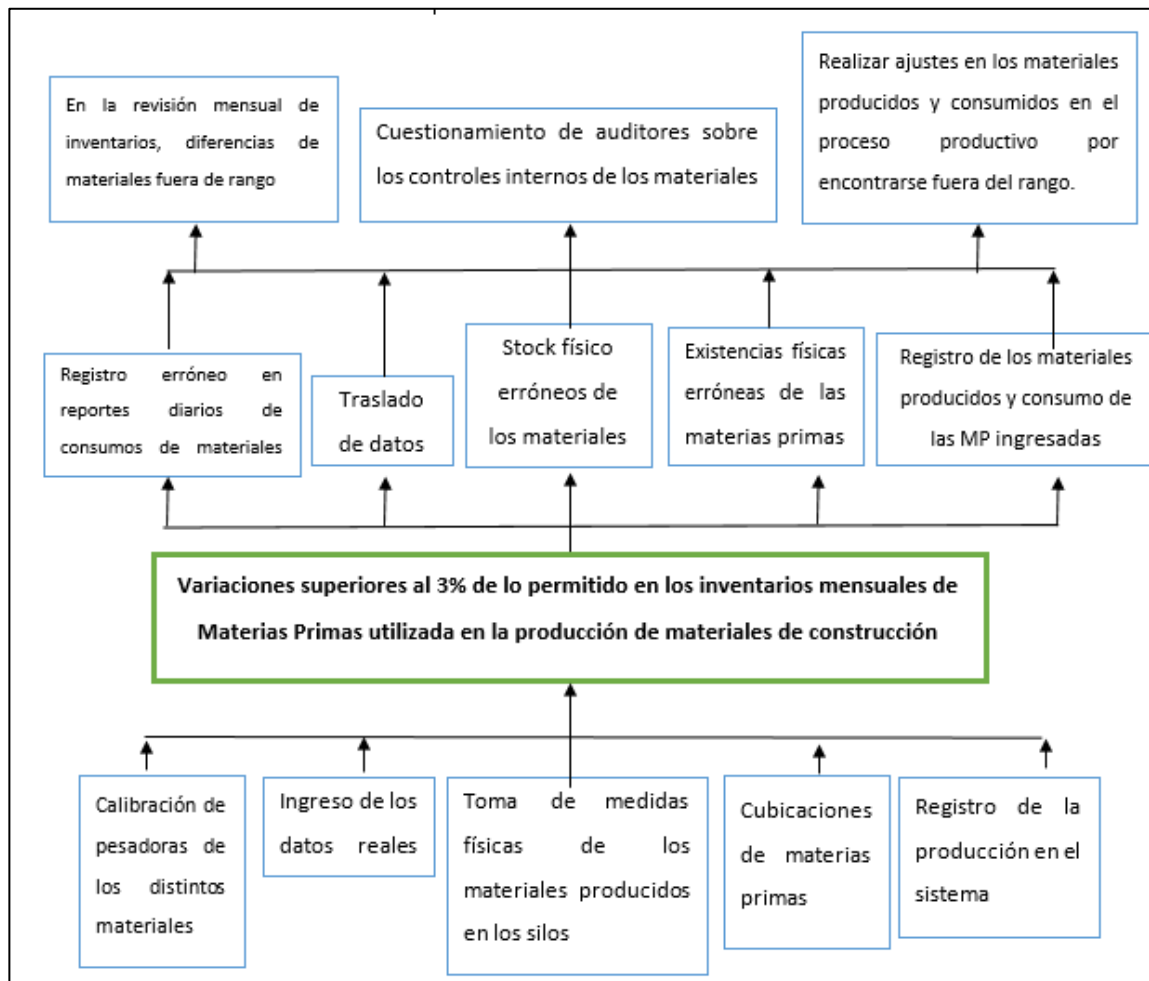 En la revisión mensual de
inventarios, diferencias de
materiales fuera de rango
Cuestionamiento de auditores sobre
los controles internos de los materiales
Realizar ajustes en los materiales
producidos y consumidos en el
proceso productivo por
encontrarse fuera del rango.
Registro erróneo en
reportes diarios de
consumos de materiales
Traslado
de datos
Stock físico
erróneos de
los materiales
Existencias físicas
erróneas de las
materias primas
Registro de los materiales
producidos y consumo de
las MP ingresadas
Variaciones superiores al 3% de lo permitido en los inventarios mensuales de
Materias Primas utilizada en la producción de materiales de construcción
Calibración de
pesadoras de
los distintos
materiales
Ingreso de los
datos reales
Toma de medidas
físicas de los
materiales producidos
en los silos
Cubicaciones
de materias
primas
Registro de la
producción en el
sistema